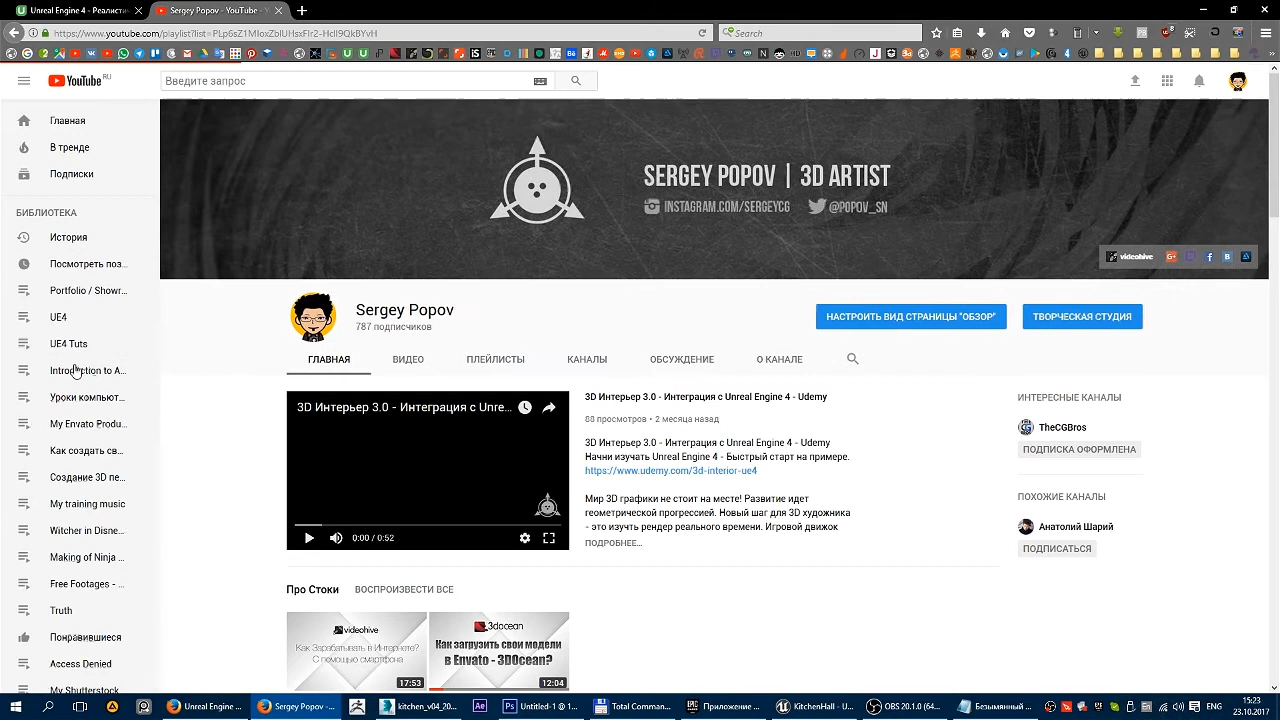 Unreal Engine 4 - Реалисти
Sergey Popov - YouTube
https://www.youtube.com/playlist?list=
Search
YouTube RU
Введите запрос
Главная
В тренде
Подписки
БИБЛИОТЕКА
История
Посмотреть поз...
Portfolio / Showr...
UE4
UE4 Tuts
Introduction to A...
Уроки компьют...
My Envato Produ...
Как создать св...
Создание 3D пе...
My training music
Witcher in Disne...
Making of Ninja ...
Free Footages - ...
Truth
Понравившиеся
Access Denied
My Shutterstock
SERGEY POPOV | 3D ARTIST
INSTAGRAM.COM/SERGEYCG
@POPOV_SN
videohive
Sergey Popov
787 подписчиков
НАСТРОИТЬ ВИД СТРАНИЦЫ "ОБЗОР"
ТВОРЧЕСКАЯ СТУДИЯ
ГЛАВНАЯ
ВИДЕО
ПЛЕЙЛИСТЫ
КАНАЛЫ
ОБСУЖДЕНИЕ
О КАНАЛЕ
3D Интерьер 3.0 - Интеграция с Unre...
0:00 / 0:52
3D Интерьер 3.0 - Интеграция с Unreal Engine 4 - Udemy
88 просмотров • 2 месяца назад
3D Интерьер 3.0 - Интеграция с Unreal Engine 4 - Udemy
Начни изучать Unreal Engine 4 - Быстрый старт на примере.
https://www.udemy.com/3d-interior-ue4
Мир 3D графики не стоит на месте! Развитие идет
геометрической прогрессией. Новый шаг для 3D художника
- это изучть рендер реального времени. Игровой движок
ПОДРОБНЕЕ...
ИНТЕРЕСНЫЕ КАНАЛЫ
TheCGBros
ПОДПИСКА ОФОРМЛЕНА
ПОХОЖИЕ КАНАЛЫ
Анатолий Шарий
ПОДПИСАТЬСЯ
Про Стоки
ВОСПРОИЗВЕСТИ ВСЕ
videohive
Как Зарабатывать в Интернете?
С помощью смартфона
17:53
3docean
Как загрузить свои модели
в Envato - 3DOcean?
12:04
Unreal Engine ...
Sergey Popov - ...
kitchen_v04_20...
Untitled-1 @ 1...
Total Comman...
Приложение ...
KitchenHall - U...
OBS 20.1.0 (64...
Безымянный ...
15:23
23.10.2017